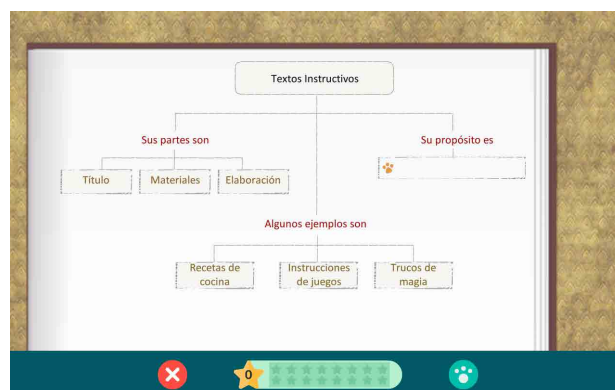 Textos Instructivos
Sus partes son
Su propósito es
Título
Materiales
Elaboración
Algunos ejemplos son
Recetas de
cocina
Instrucciones
de juegos
Trucos de
magia
0